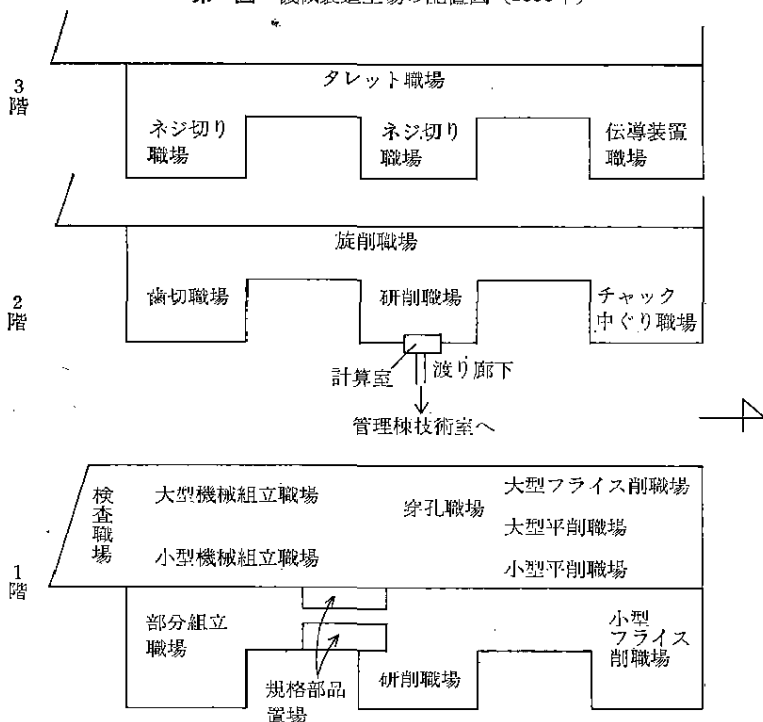 3階
タレット職場
ネジ切り
職場
ネジ切り
職場
伝導装置
職場
2階
旋削職場
歯切職場
研削職場
チャック
中ぐり職場
計算室
渡り廊下
管理棟技術室へ
1階
検査職場
大型機械組立職場
穿孔職場
大型フライス削職場
大型平削職場
小型機械組立職場
小型平削職場
部分組立
職場
小型
フライス
削職場
規格部品
置場
研削職場